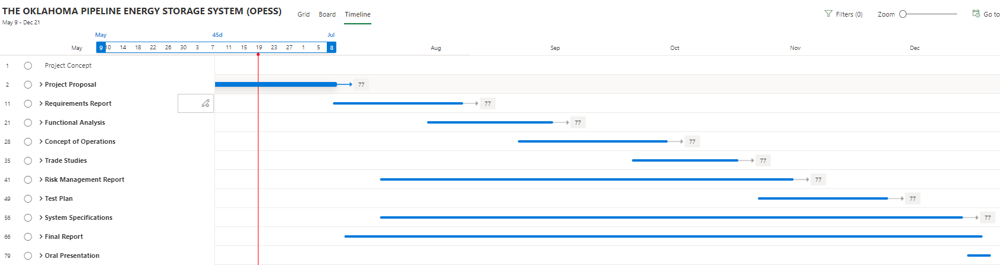 THE OKLAHOMA PIPELINE ENERGY STORAGE SYSTEM (OPESS) Grid Board Timeline Filters (0) Zoom Go to
May 9 - Dec 21
May 45d Jul
May 9 10 14 18 22 26 30 3 7 11 15 19 23 27 1 5 8 Aug Sep Oct Nov Dec
1 Project Concept
2 Project Proposal 77
11 Requirements Report 77
21 Functional Analysis 77
28 Concept of Operations 77
35 Trade Studies 77
41 Risk Management Report 77
49 Test Plan 77
56 System Specifications 77
66 Final Report
79 Oral Presentation